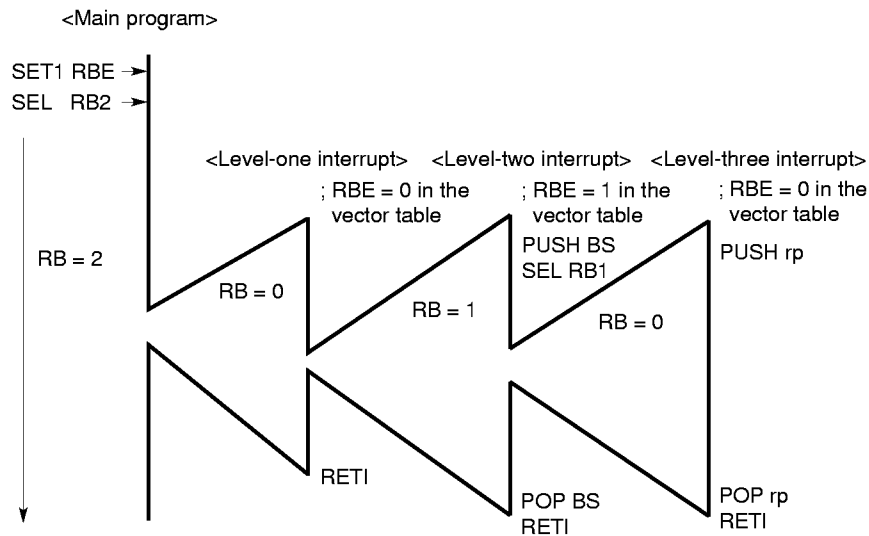 <Main program>
SET1 RBE
SEL RB2
<Level-one interrupt> <Level-two interrupt> <Level-three interrupt>
; RBE = 0 in the vector table
; RBE = 1 in the vector table
; RBE = 0 in the vector table
PUSH BS
SEL RB1
PUSH rp
RB = 2
RB = 0
RB = 1
RB = 0
RETI
POP BS
RETI
POP rp
RETI